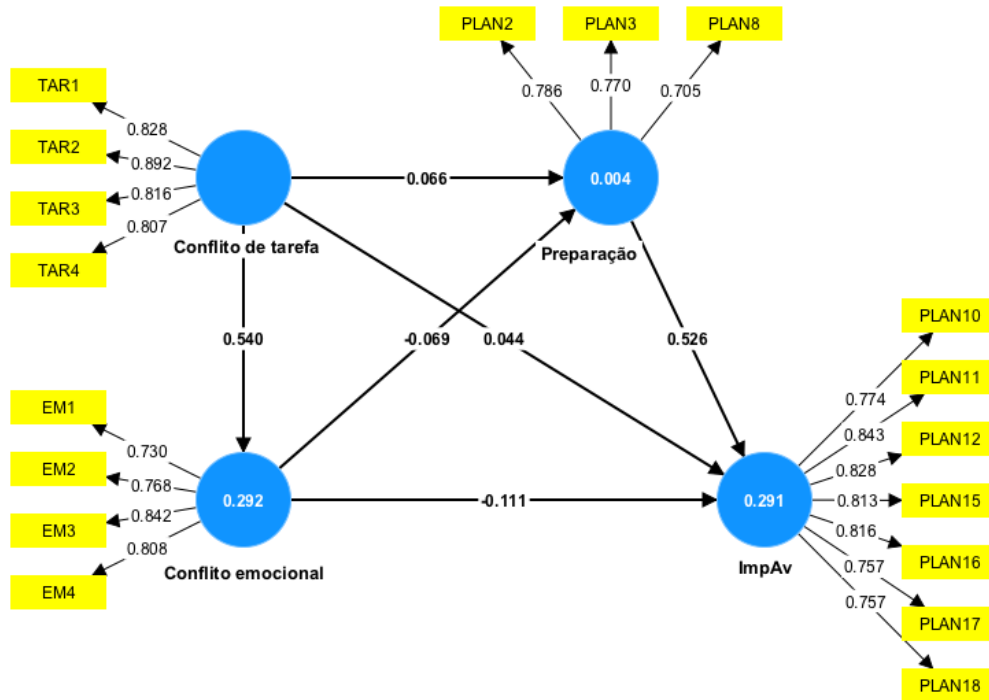 PLAN2
PLAN3
PLAN8
0.786
0.770
0.705
TAR1
TAR2
TAR3
TAR4
0.828
0.892
0.816
0.807
0.066
0.004
Conflito de tarefa
Preparação
0.540
-0.069
0.044
0.526
EM1
EM2
EM3
EM4
0.730
0.768
0.842
0.808
0.292
Conflito emocional
-0.111
0.291
ImpAv
0.774
0.843
0.828
0.813
0.816
0.757
0.757
PLAN10
PLAN11
PLAN12
PLAN15
PLAN16
PLAN17
PLAN18